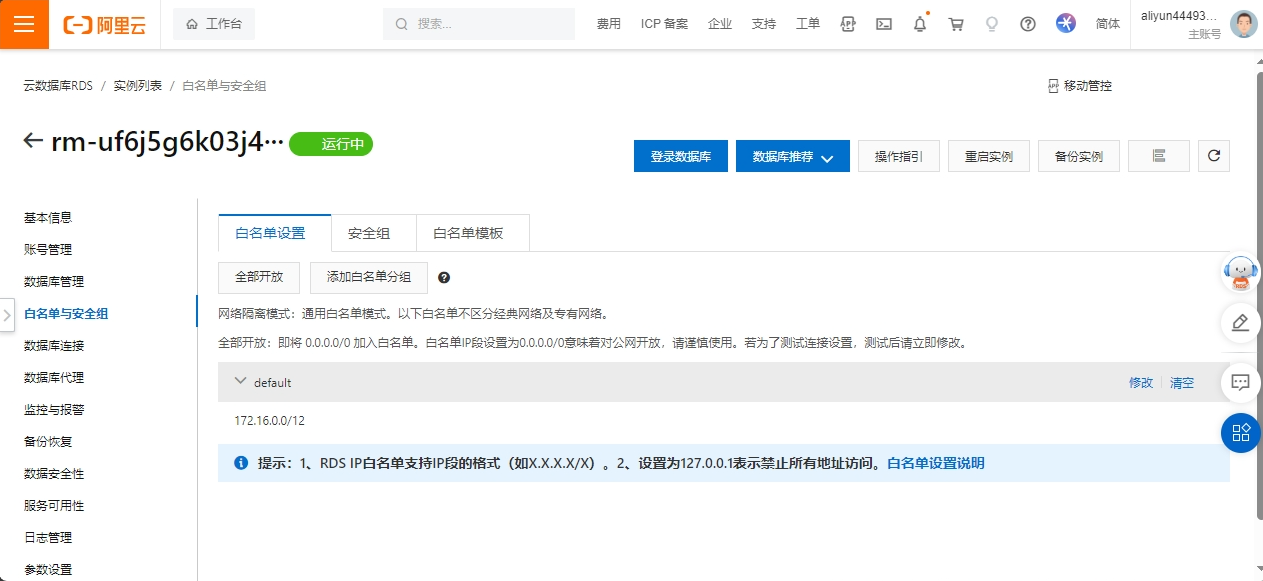 阿里云
工作台
搜索...
费用
ICP 备案
企业
支持
工单
简体
aliyun44493...
主账号
云数据库RDS / 实例列表 / 白名单与安全组
移动管控
rm-uf6j5g6k03j4···
运行中
登录数据库
数据库推荐
操作指引
重启实例
备份实例
基本信息
账号管理
数据库管理
白名单与安全组
数据库连接
数据库代理
监控与报警
备份恢复
数据安全性
服务可用性
日志管理
参数设置
白名单设置
安全组
白名单模板
全部开放
添加白名单分组
网络隔离模式：通用白名单模式。以下白名单不区分经典网络及专有网络。
全部开放：即将 0.0.0.0/0 加入白名单。白名单IP段设置为0.0.0.0/0意味着对公网开放，请谨慎使用。若为了测试连接设置，测试后请立即修改。
default
修改
清空
172.16.0.0/12
提示：1、RDS IP白名单支持IP段的格式（如X.X.X.X/X）。2、设置为127.0.0.1表示禁止所有地址访问。白名单设置说明